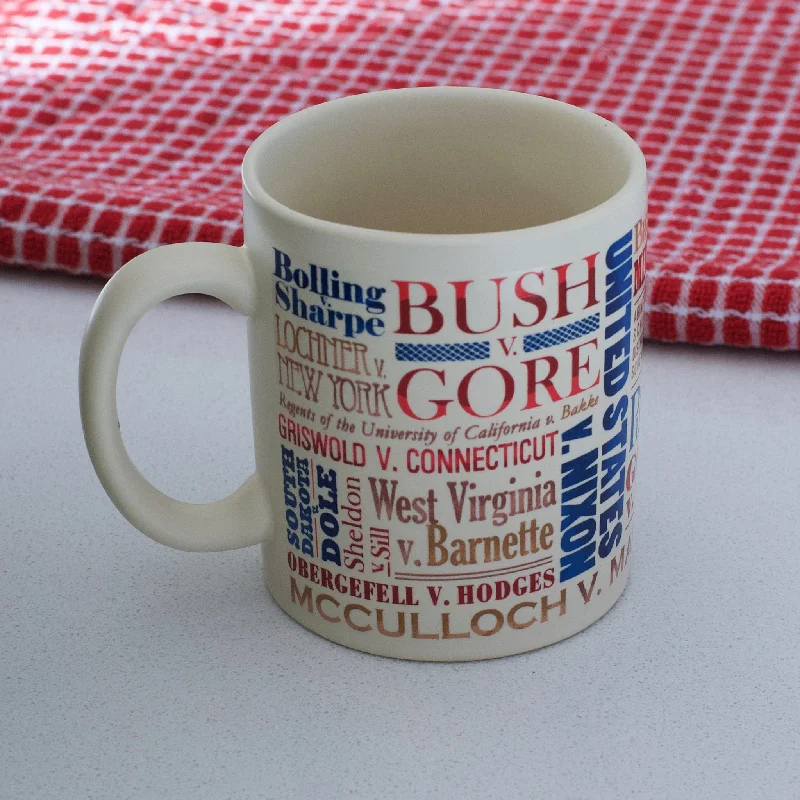 Bolling
v.
Sharpe
BUSH
v.
GORE
LOCHNER v.
NEW YORK
Regents of the University of California v. Bakke
GRISWOLD V. CONNECTICUT
SOUTH
DAKOTA
v.
DOLE
Sheldon
v. Sill
West Virginia
v. Barnette
UNITED STATES
V. NIXON
OBERGEFELL V. HODGES
MCCULLOCH V.